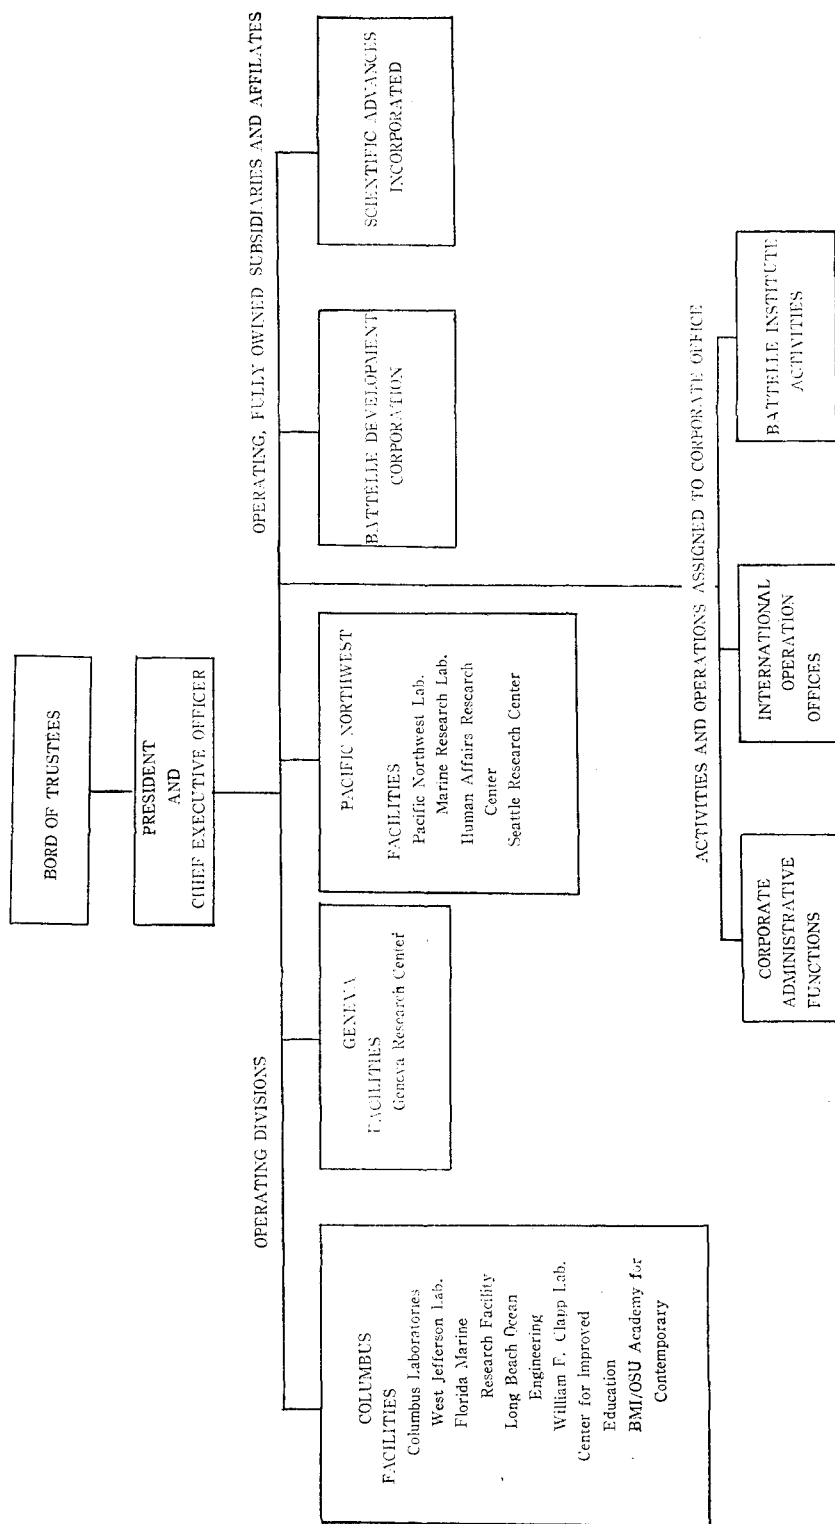 BORD OF TRUSTEES
PRESIDENT
AND
CHIEF EXECUTIVE OFFICER
OPERATING DIVISIONS
OPERATING, FULLY OWINED SUBSIDIARIES AND AFFILATES
COLUMBUS
FACILITIES
Columbus Laboratories
West Jefferson Lab.
Florida Marine
Research Facility
Long Beach Ocean
Engineering
William F. Clapp Lab.
Center for Improved
Education
BMI/OSU Academy for
Contemporary
GENEVA
FACILITIES
Geneva Research Center
PACIFIC NORTHWEST
FACILITIES
Pacific Northwest Lab.
Marine Research Lab.
Human Affairs Research
Center
Seattle Research Center
BATTELLE DEVELOPMENT
CORPORATION
SCIENTIFIC ADVANCES
INCORPORATED
ACTIVITIES AND OPERATIONS ASSIGNED TO CORPORATE OFFICE
CORPORATE
ADMINISTRATIVE
FUNCTIONS
INTERNATIONAL
OPERATION
OFFICES
BATTELLE INSTITUTE
ACTIVITIES